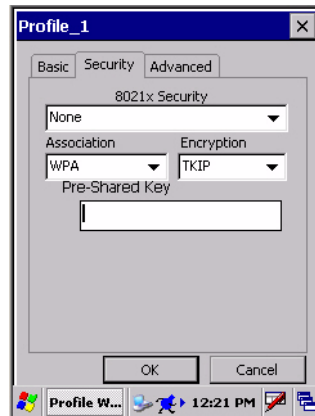 Profile_1
Basic Security Advanced
8021x Security
None
Association Encryption
WPA TKIP
Pre-Shared Key
OK Cancel
Profile W... 12:21 PM